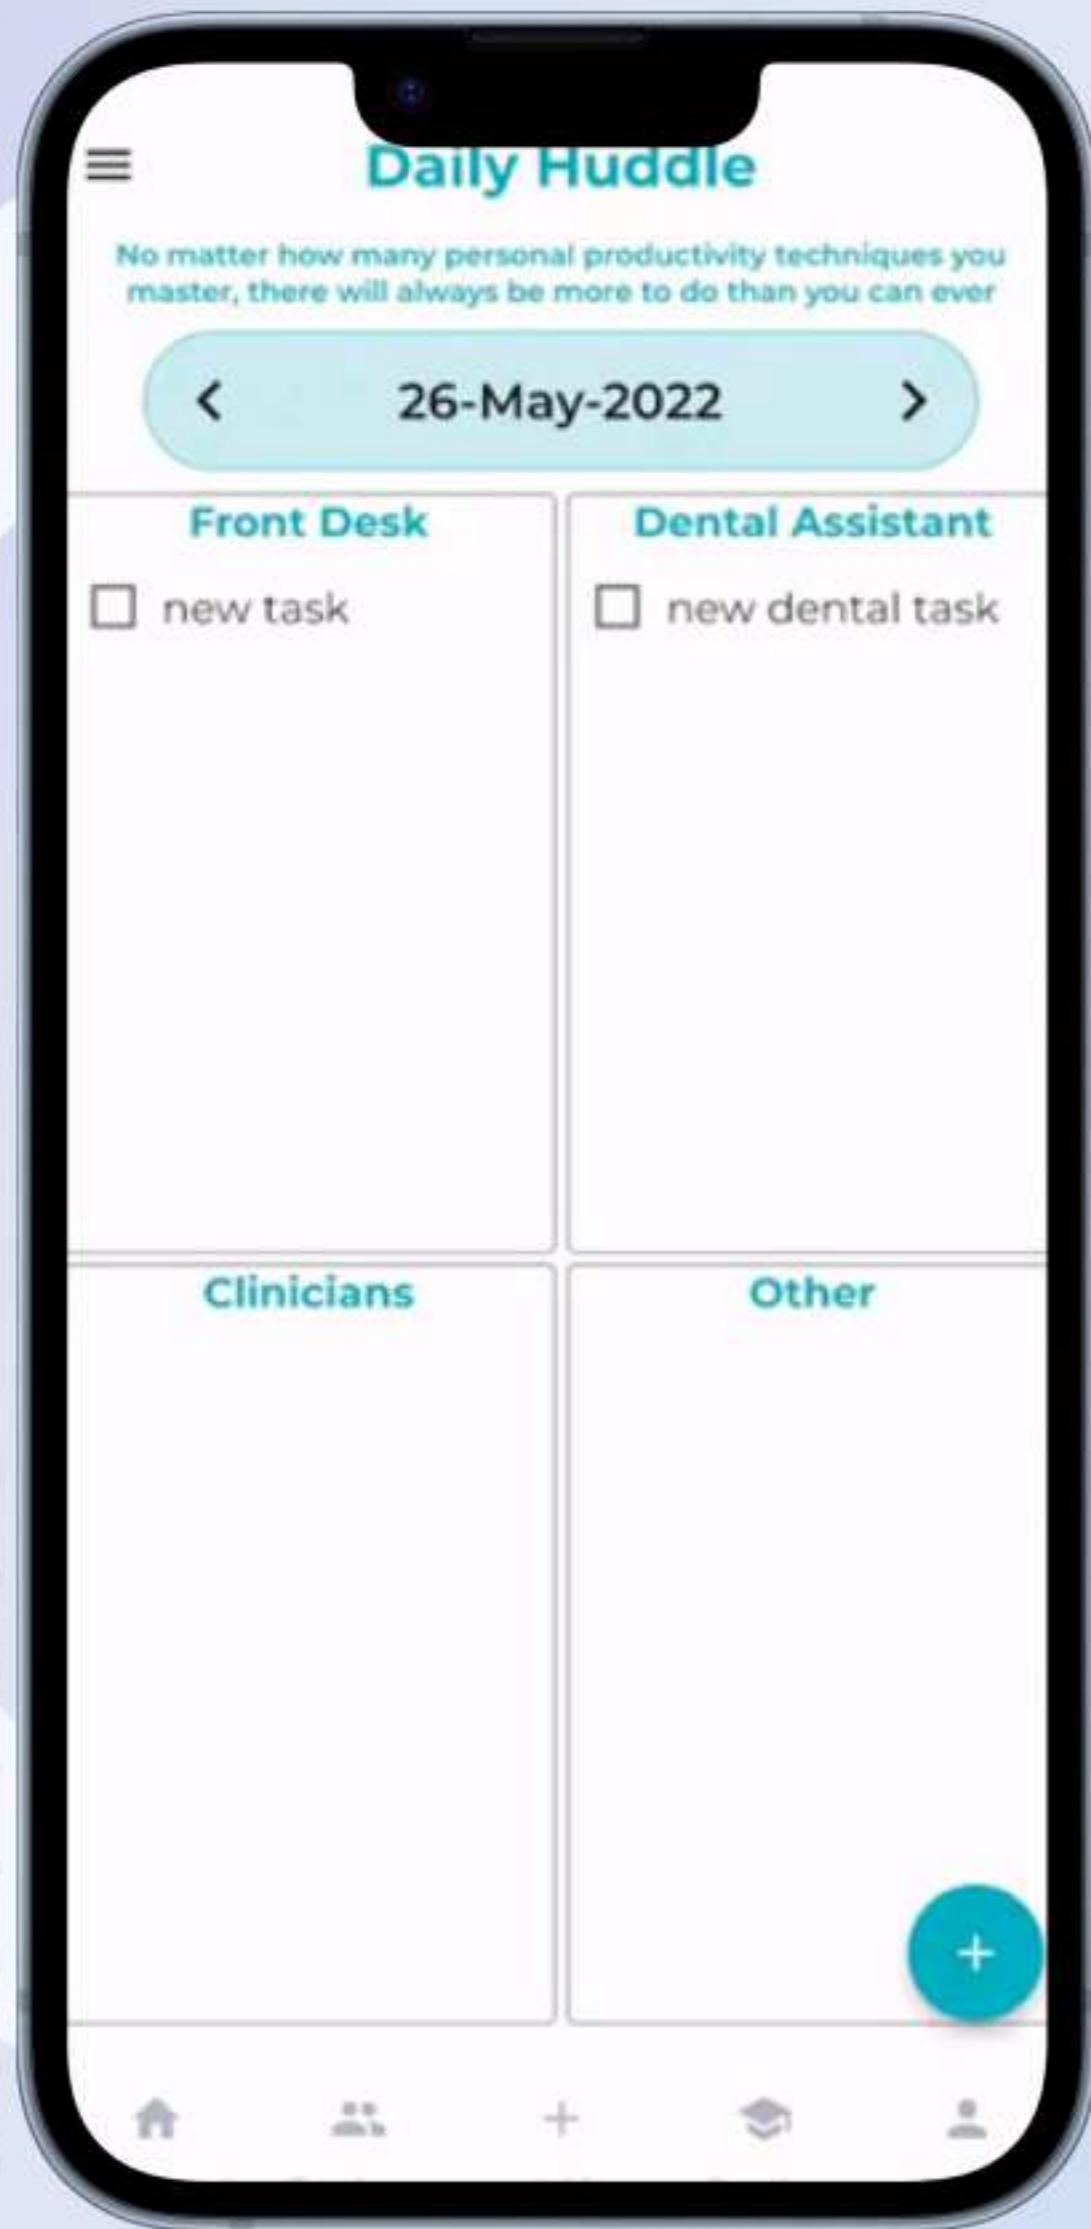 Daily Huddle
No matter how many personal productivity techniques you
master, there will always be more to do than you can ever
26-May-2022
Front Desk
Dental Assistant
new task
new dental task
Clinicians
Other